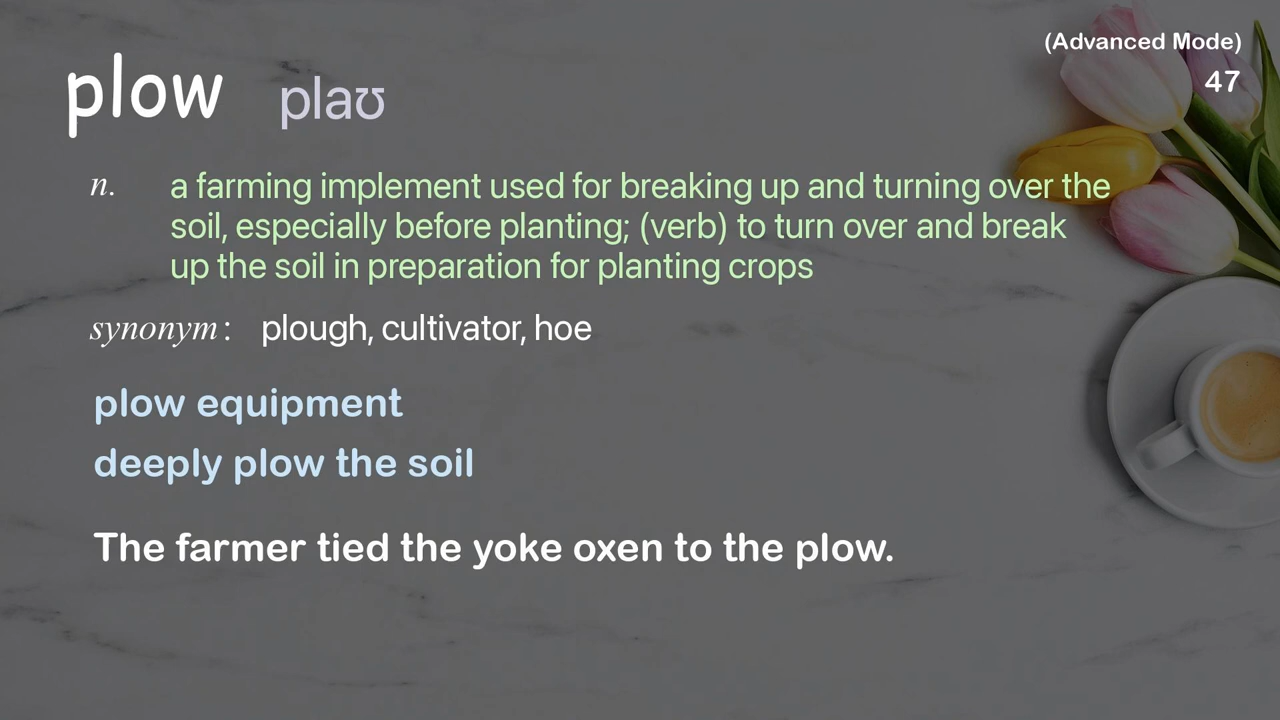 (Advanced Mode)
47
plow plaʊ
n. a farming implement used for breaking up and turning over the
soil, especially before planting; (verb) to turn over and break
up the soil in preparation for planting crops
synonym: plough, cultivator, hoe
plow equipment
deeply plow the soil
The farmer tied the yoke oxen to the plow.